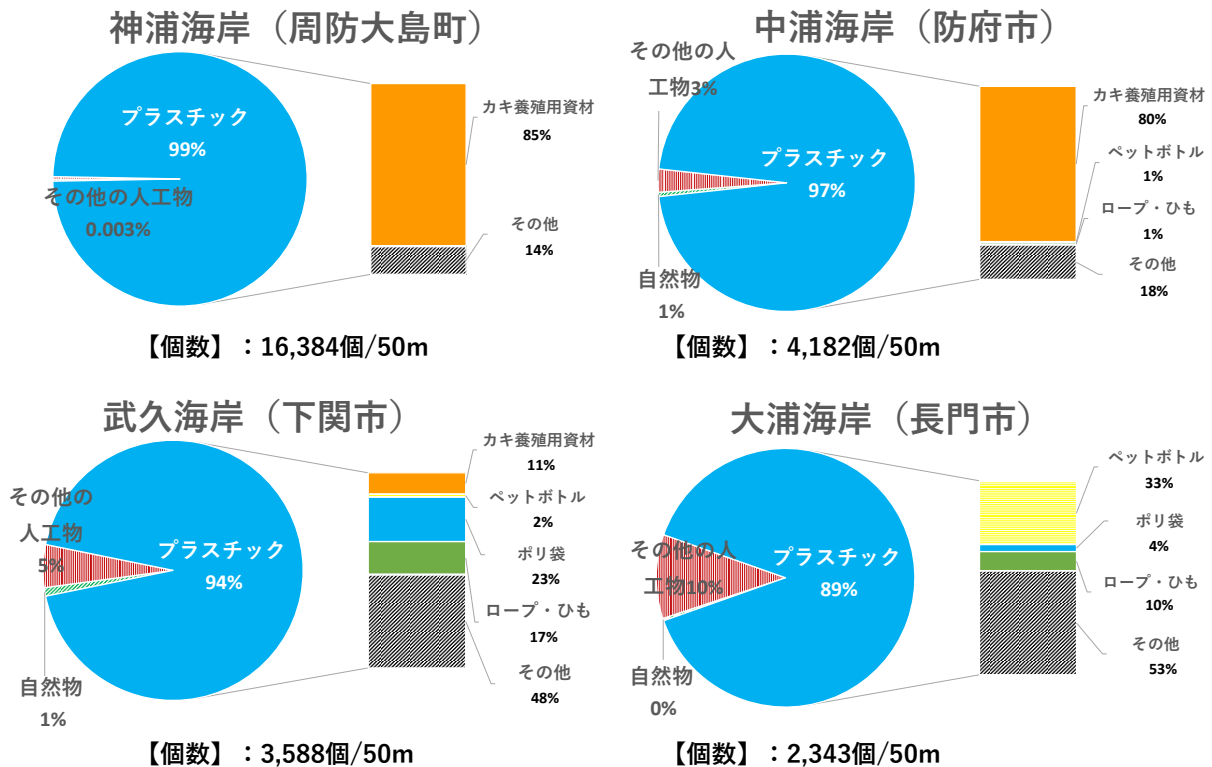 神浦海岸（周防大島町）
プラスチック
99%
その他の人工物
0.003%
カキ養殖用資材
85%
その他
14%
【個数】：16,384個/50m
中浦海岸（防府市）
その他の人
工物3%
プラスチック
97%
自然物
1%
カキ養殖用資材
80%
ペットボトル
1%
ロープ・ひも
1%
その他
18%
【個数】：4,182個/50m
武久海岸（下関市）
その他の
人工物
5%
プラスチック
94%
自然物
1%
カキ養殖用資材
11%
ペットボトル
2%
ポリ袋
23%
ロープ・ひも
17%
その他
48%
【個数】：3,588個/50m
大浦海岸（長門市）
その他の人
工物10%
プラスチック
89%
自然物
0%
ペットボトル
33%
ポリ袋
4%
ロープ・ひも
10%
その他
53%
【個数】：2,343個/50m